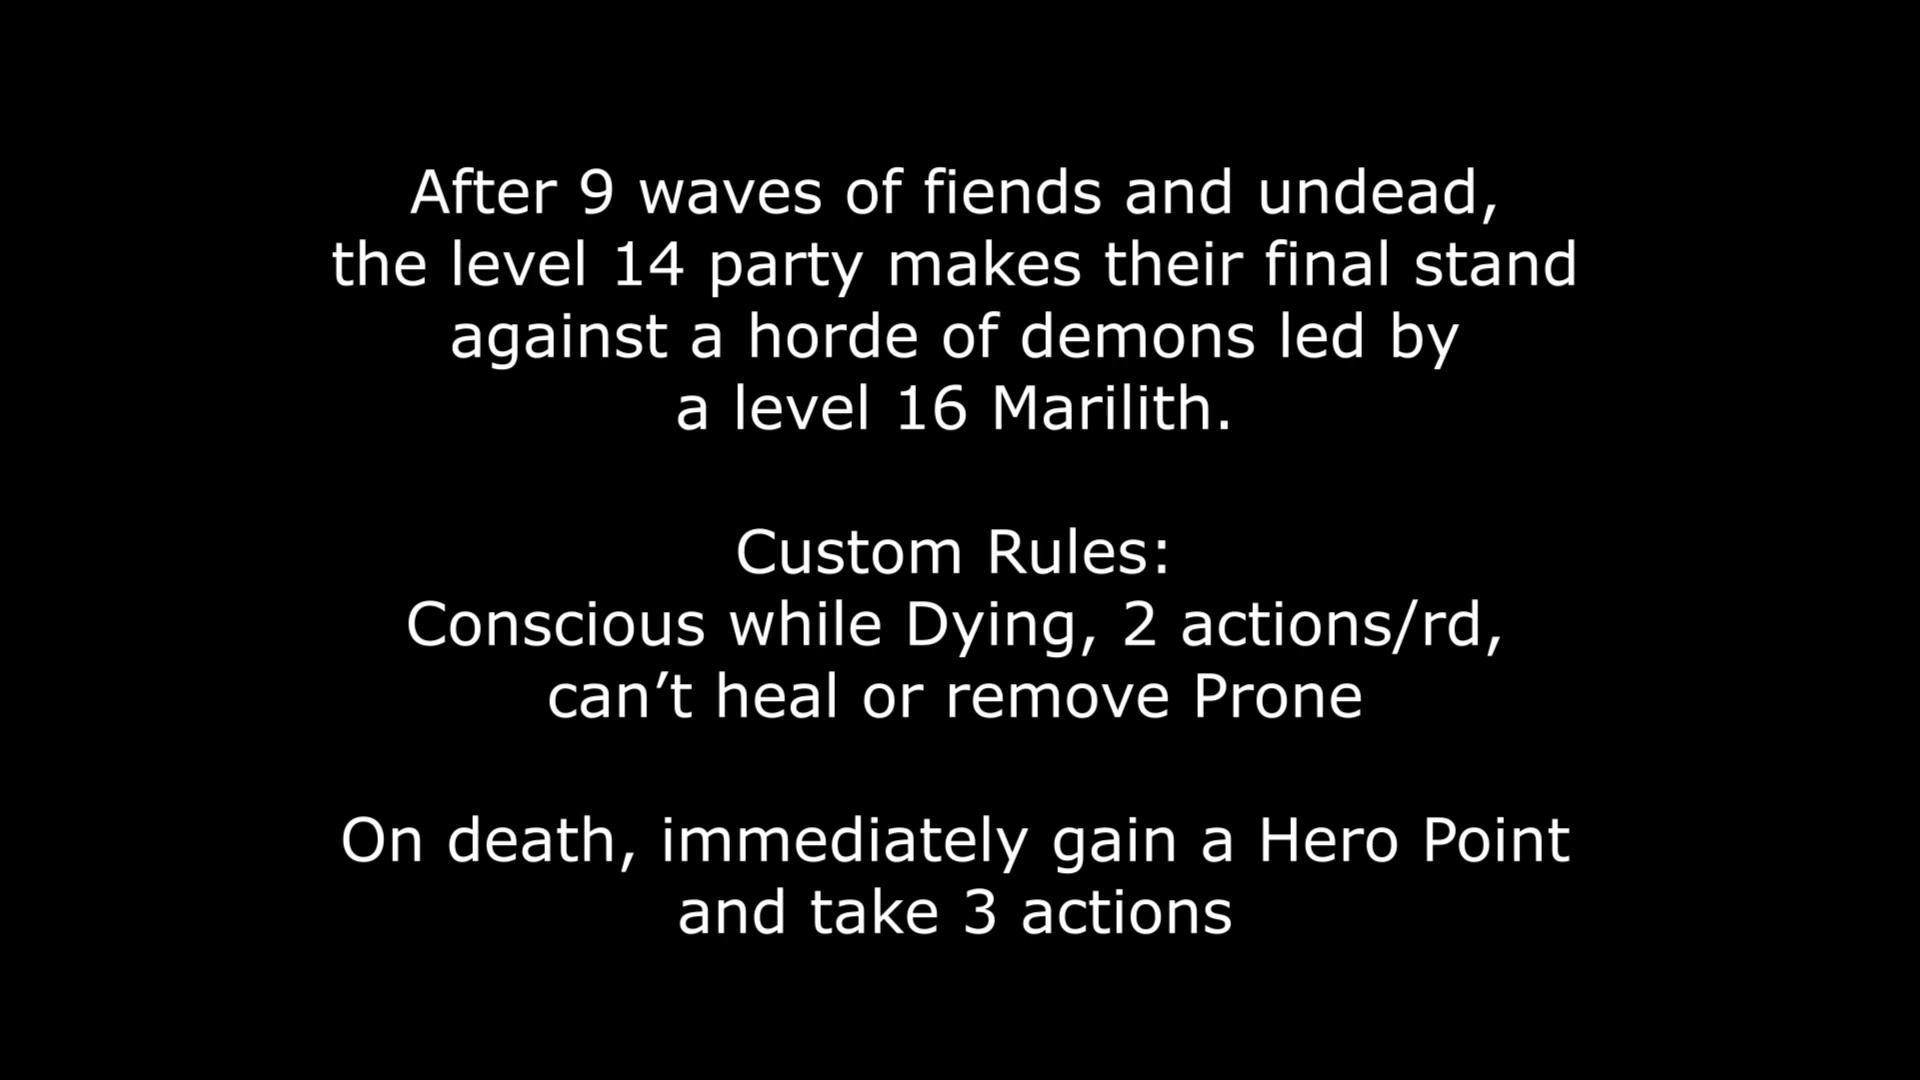 After 9 waves of fiends and undead,
the level 14 party makes their final stand
against a horde of demons led by
a level 16 Marilith.
Custom Rules:
Conscious while Dying, 2 actions/rd,
can’t heal or remove Prone
On death, immediately gain a Hero Point
and take 3 actions